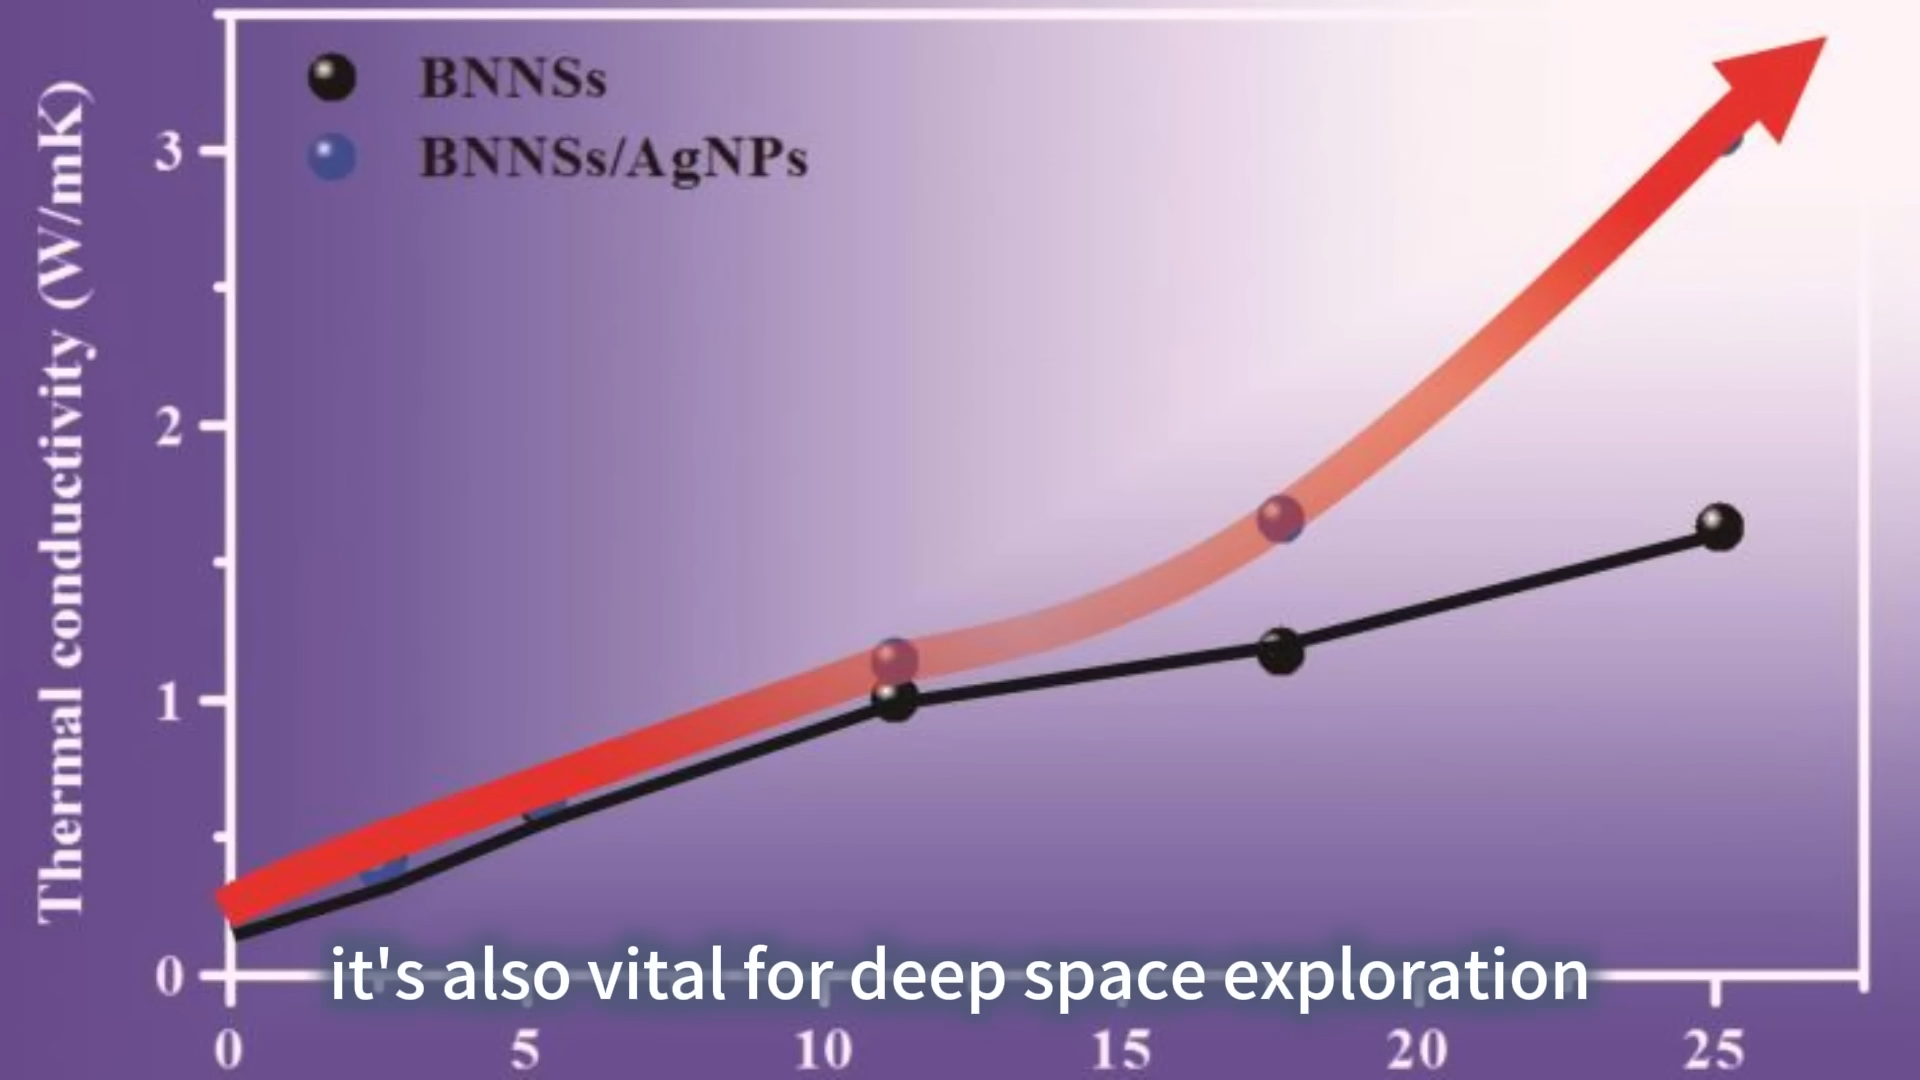 BNNSs
BNNSs/AgNPs
Thermal conductivity (W/mK)
3
2
1
0
0 5 10 15 20 25
it's also vital for deep space exploration